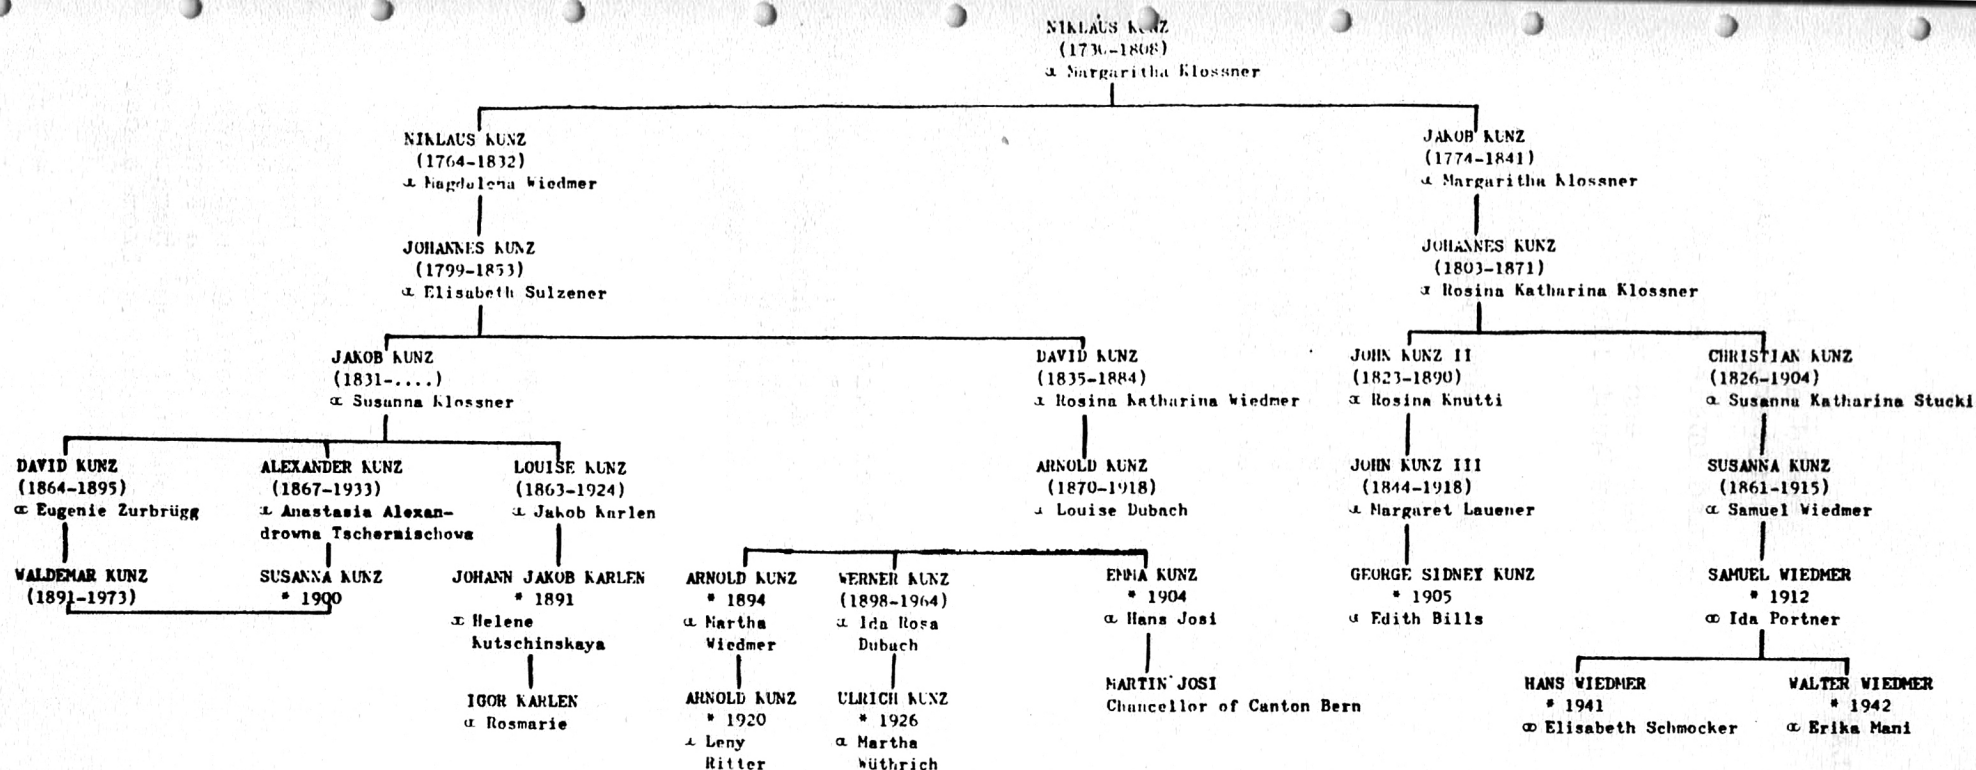 NIKLAUS KUNZ
(1736-1808)
⚭ Margaritha Klossner
NIKLAUS KUNZ
(1764-1832)
⚭ Magdalena Wiedmer
JAKOB KUNZ
(1774-1841)
⚭ Margaritha Klossner
JOHANNES KUNZ
(1799-1853)
⚭ Elisabeth Sulzener
JOHANNES KUNZ
(1803-1871)
⚭ Rosina Katharina Klossner
JAKOB KUNZ
(1831-....)
⚭ Susanna Klossner
DAVID KUNZ
(1835-1884)
⚭ Rosina Katharina Wiedmer
JOHN KUNZ II
(1823-1890)
⚭ Rosina Knutti
CHRISTIAN KUNZ
(1826-1904)
⚭ Susanna Katharina Stucki
DAVID KUNZ
(1864-1895)
⚭ Eugenie Zurbrügg
ALEXANDER KUNZ
(1867-1933)
⚭ Anastasia Alexan-
drowna Tschernischowa
LOUISE KUNZ
(1863-1924)
⚭ Jakob Karlen
ARNOLD KUNZ
(1870-1918)
⚭ Louise Dubach
JOHN KUNZ III
(1844-1918)
⚭ Margaret Lauener
SUSANNA KUNZ
(1861-1915)
⚭ Samuel Wiedmer
WALDEMAR KUNZ
(1891-1973)
SUSANNA KUNZ
* 1900
JOHANN JAKOB KARLEN
* 1891
⚭ Helene
Kutschinskaya
ARNOLD KUNZ
* 1894
⚭ Martha
Wiedmer
WERNER KUNZ
(1898-1964)
⚭ Ida Rosa
Dubach
EMMA KUNZ
* 1904
⚭ Hans Josi
GEORGE SIDNEY KUNZ
* 1905
⚭ Edith Bills
SAMUEL WIEDMER
* 1912
⚭ Ida Portner
IGOR KARLEN
⚭ Rosmarie
ARNOLD KUNZ
* 1920
⚭ Leny
Ritter
ULRICH KUNZ
* 1926
⚭ Martha
Wüthrich
MARTIN JOSI
Chancellor of Canton Bern
HANS WIEDMER
* 1941
⚭ Elisabeth Schmocker
WALTER WIEDMER
* 1942
⚭ Erika Mani